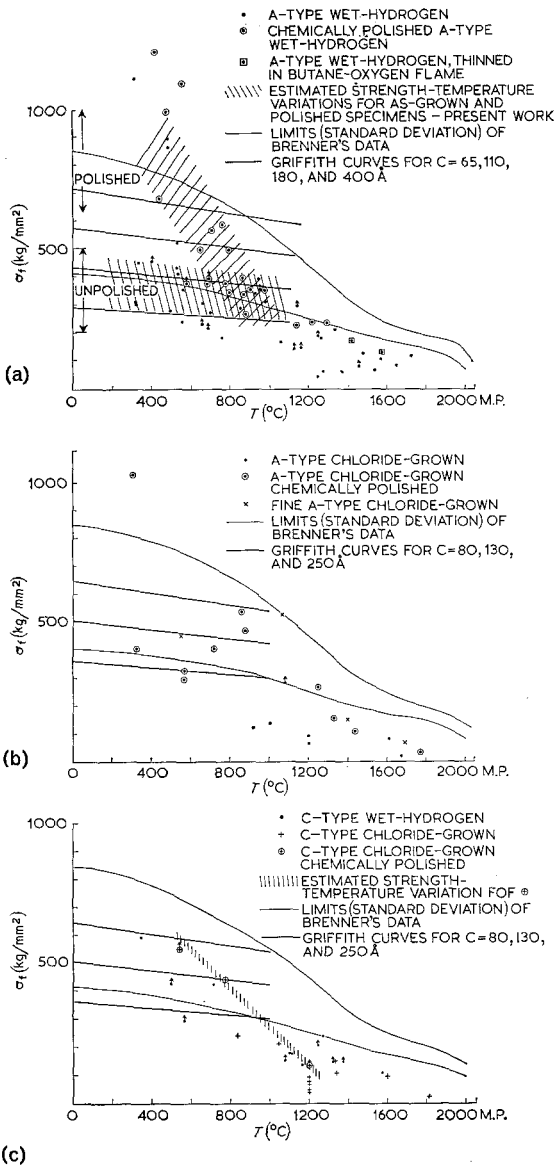 A-TYPE WET-HYDROGEN
CHEMICALLY POLISHED A-TYPE
WET-HYDROGEN
A-TYPE WET-HYDROGEN, THINNED
IN BUTANE-OXYGEN FLAME
ESTIMATED STRENGTH-TEMPERATURE
VARIATIONS FOR AS-GROWN AND
POLISHED SPECIMENS - PRESENT WORK
LIMITS (STANDARD DEVIATION) OF
BRENNER'S DATA
GRIFFITH CURVES FOR C=65,110,
180, AND 400 Å
1000
POLISHED
500
UNPOLISHED
σf (kg/mm²)
0
0 400 800 1200 1600 2000 M.P.
T (°C)
(a)
A-TYPE CHLORIDE-GROWN
A-TYPE CHLORIDE-GROWN
CHEMICALLY POLISHED
FINE A-TYPE CHLORIDE-GROWN
LIMITS (STANDARD DEVIATION) OF
BRENNER'S DATA
GRIFFITH CURVES FOR C=80,130,
AND 250Å
1000
500
σf (kg/mm²)
0
0 400 800 1200 1600 2000 M.P.
T (°C)
(b)
C-TYPE WET-HYDROGEN
C-TYPE CHLORIDE-GROWN
C-TYPE CHLORIDE-GROWN
CHEMICALLY POLISHED
ESTIMATED STRENGTH-
TEMPERATURE VARIATION FOF ⊕
LIMITS (STANDARD DEVIATION) OF
BRENNER'S DATA
GRIFFITH CURVES FOR C=80,130,
AND 250Å
1000
500
σf (kg/mm²)
0
0 400 800 1200 1600 2000 M.P.
T (°C)
(c)